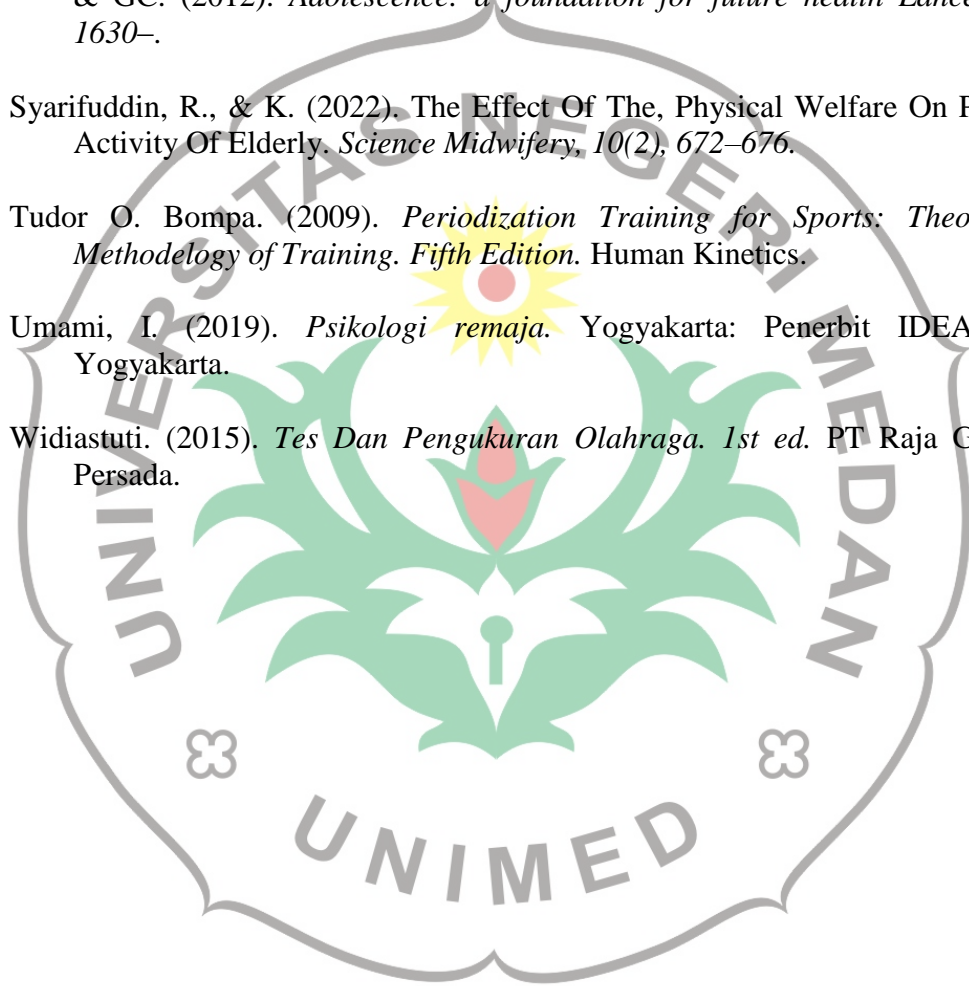 & GC. (2012). Adolescence: a foundation for future health
1630–.
Syarifuddin, R., & K. (2022). The Effect Of The, Physical Welfare On
Activity Of Elderly. Science Midwifery, 10(2), 672–676.
Tudor O. Bompa. (2009). Periodization Training for Sports:
Methodelogy of Training. Fifth Edition. Human Kinetics.
Umami, I. (2019). Psikologi remaja. Yogyakarta: Penerbit
Yogyakarta.
Widiastuti. (2015). Tes Dan Pengukuran Olahraga. 1st ed. PT Raja
Persada.
UNIVERSITAS NEGERI MEDAN
UNIMED